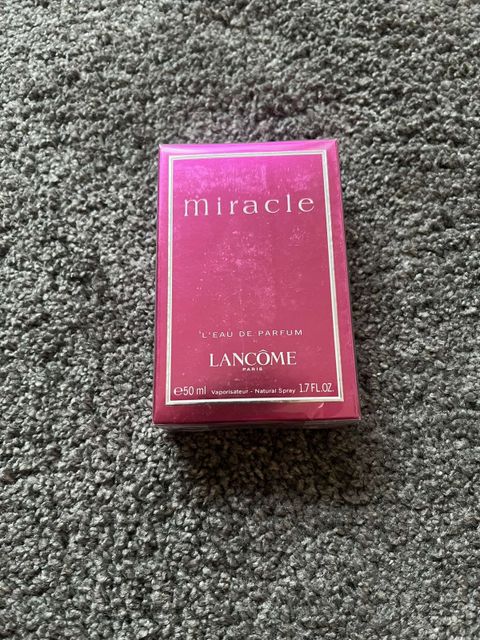 miracle
L'EAU DE PARFUM
LANCÔME
PARIS
℮50 ml Vaporisateur - Natural Spray 1.7 FL.OZ.